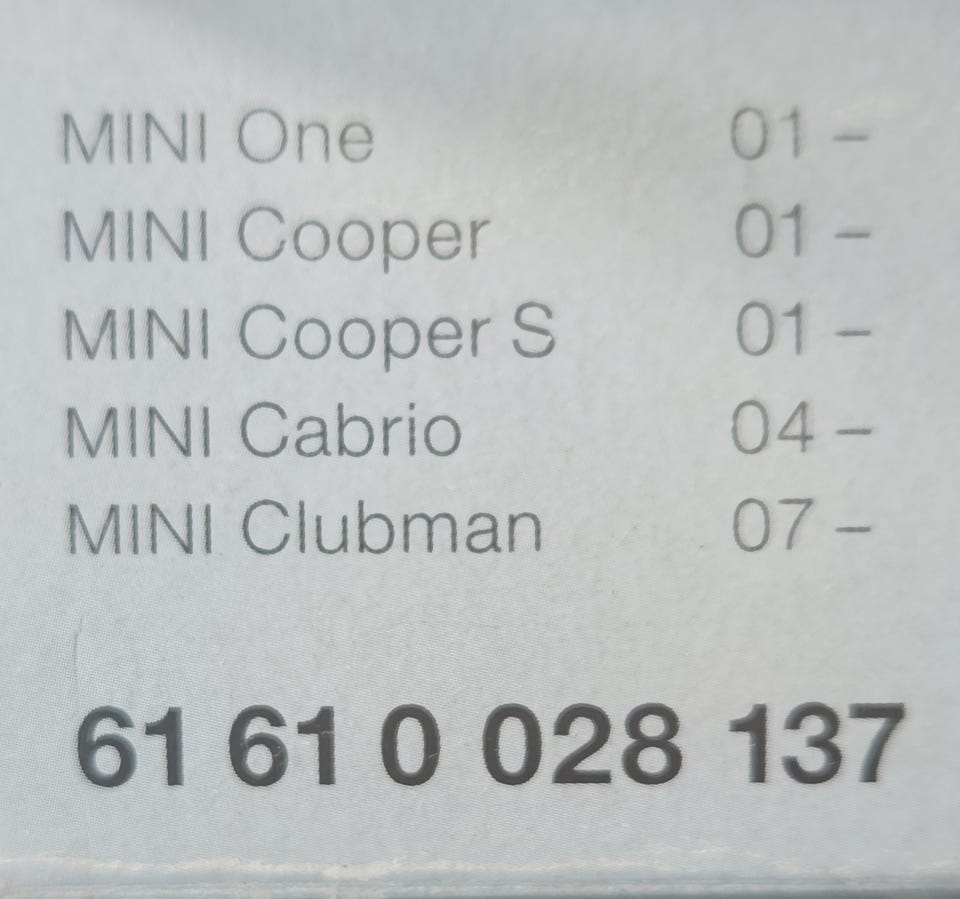 MINI One 01 –
MINI Cooper 01 –
MINI Cooper S 01 –
MINI Cabrio 04 –
MINI Clubman 07 –
61 61 0 028 137